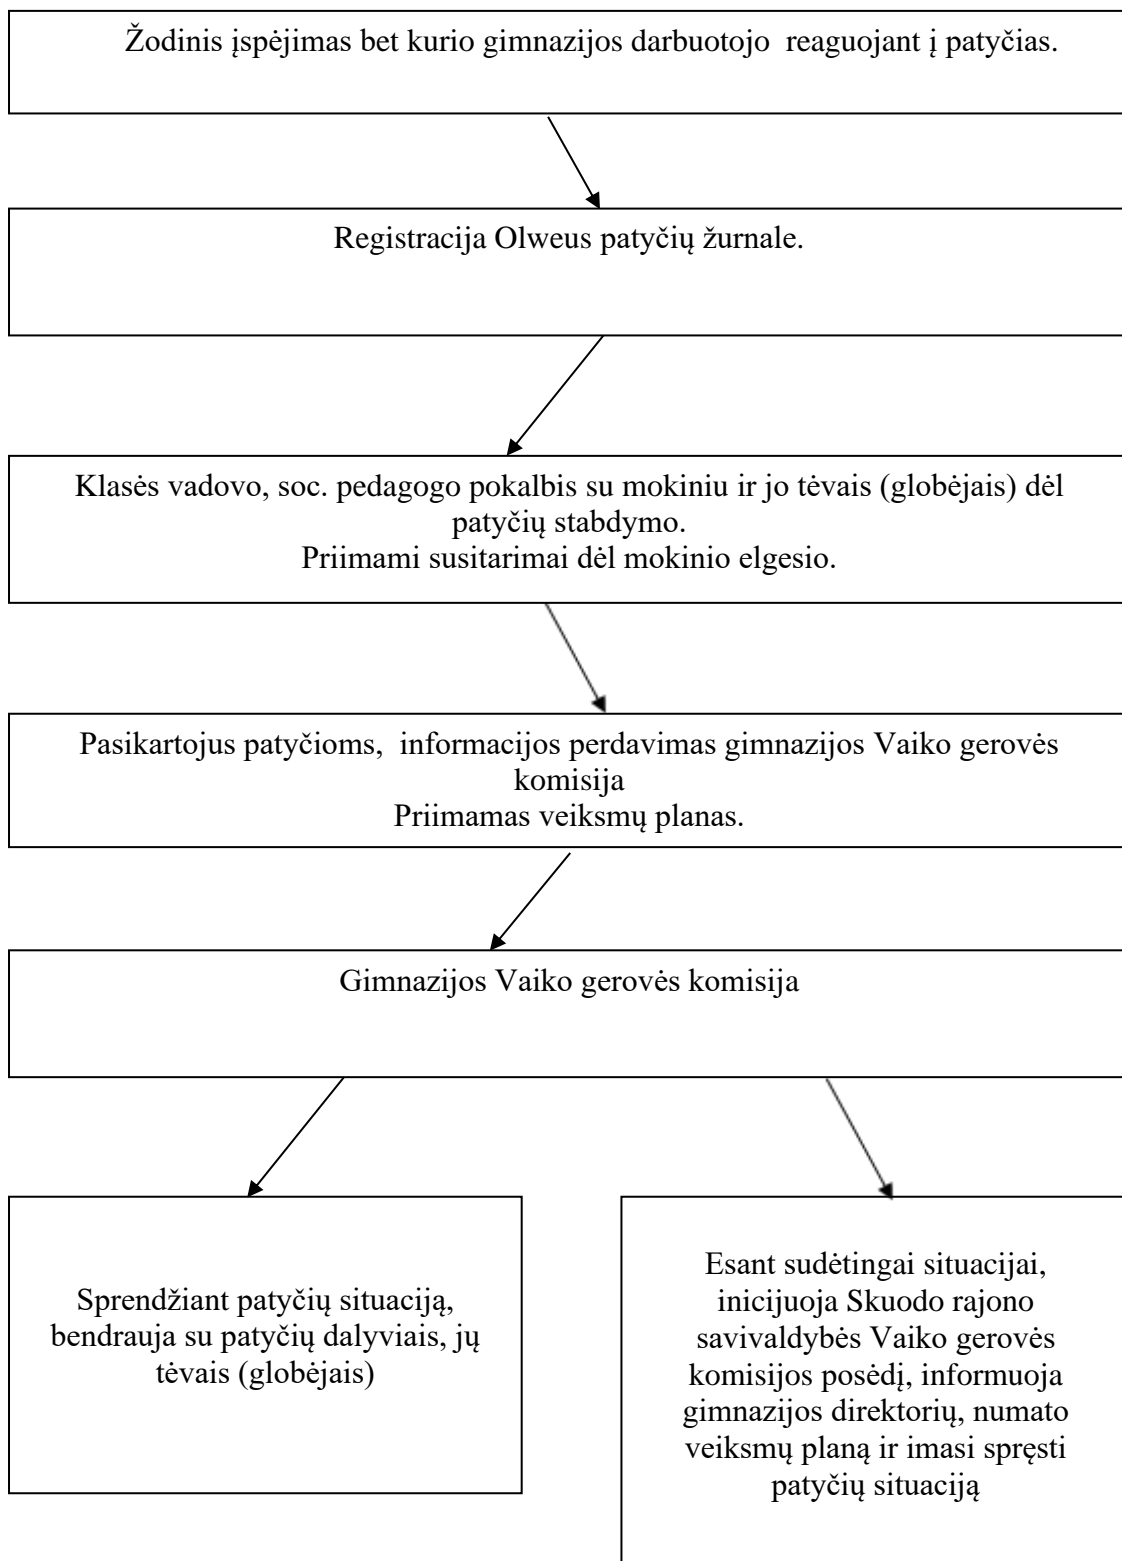 Žodinis įspėjimas bet kurio gimnazijos darbuotojo  reaguojant į patyčias.
Registracija Olweus patyčių žurnale.
Klasės vadovo, soc. pedagogo pokalbis su mokiniu ir jo tėvais (globėjais) dėl
patyčių stabdymo.
Priimami susitarimai dėl mokinio elgesio.
Pasikartojus patyčioms,  informacijos perdavimas gimnazijos Vaiko gerovės
komisija
Priimamas veiksmų planas.
Gimnazijos Vaiko gerovės komisija
Sprendžiant patyčių situaciją,
bendrauja su patyčių dalyviais, jų
tėvais (globėjais)
Esant sudėtingai situacijai,
inicijuoja Skuodo rajono
savivaldybės Vaiko gerovės
komisijos posėdį, informuoja
gimnazijos direktorių, numato
veiksmų planą ir imasi spręsti
patyčių situaciją